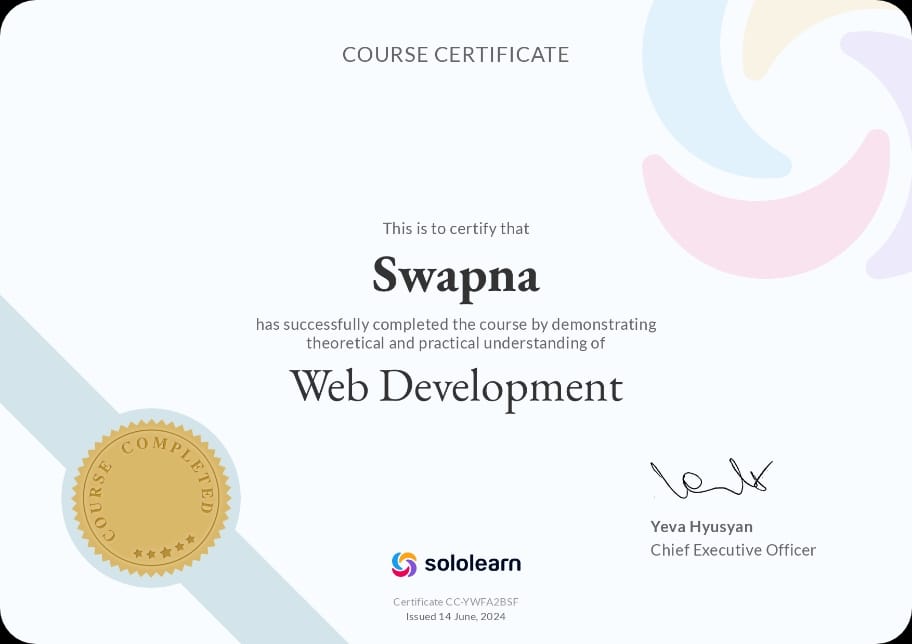 COURSE CERTIFICATE
This is to certify that
Swapna
has successfully completed the course by demonstrating
theoretical and practical understanding of
Web Development
COURSE COMPLETED
Yeva Hyusyan
Chief Executive Officer
sololearn
Certificate CC-YWFA2BSF
Issued 14 June, 2024